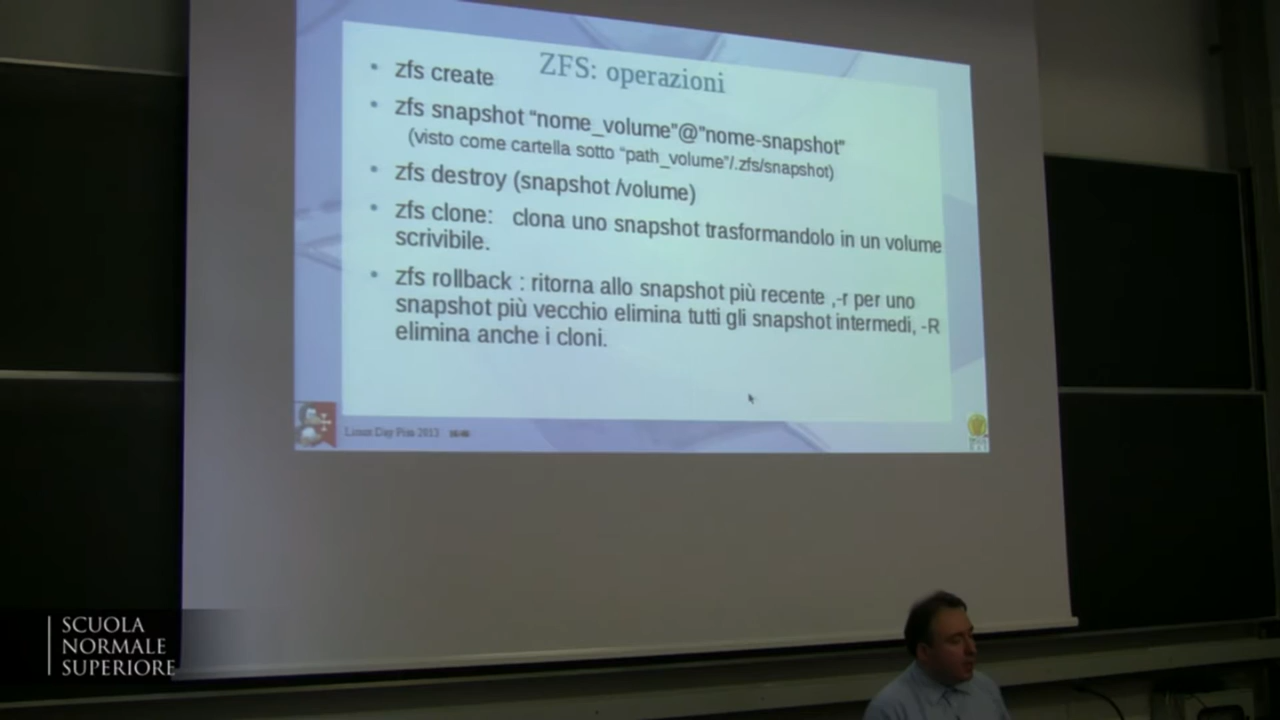 ZFS: operazioni
• zfs create
• zfs snapshot “nome_volume”@”nome-snapshot”
(visto come cartella sotto “path_volume”/.zfs/snapshot)
• zfs destroy (snapshot /volume)
• zfs clone: clona uno snapshot trasformandolo in un volume
scrivibile.
• zfs rollback : ritorna allo snapshot più recente ,-r per uno
snapshot più vecchio elimina tutti gli snapshot intermedi, -R
elimina anche i cloni.
Linux Day Pisa 2013
SCUOLA
NORMALE
SUPERIORE